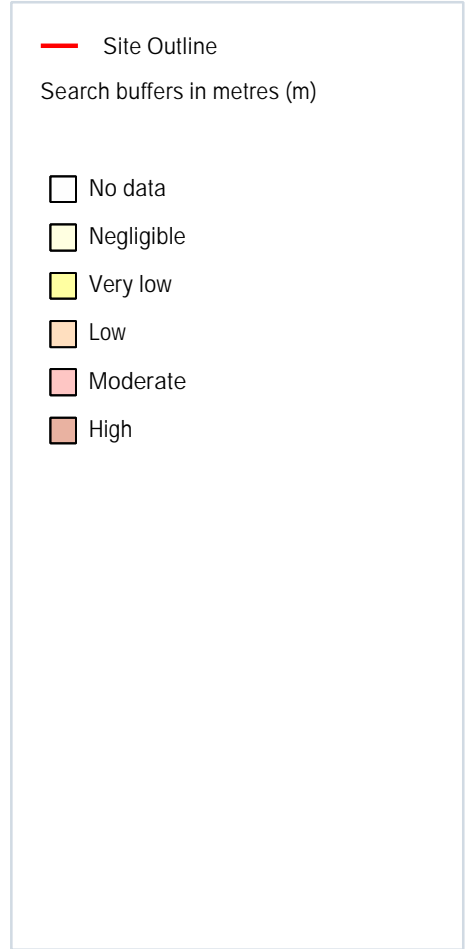 Site Outline
Search buffers in metres (m)
No data
Negligible
Very low
Low
Moderate
High